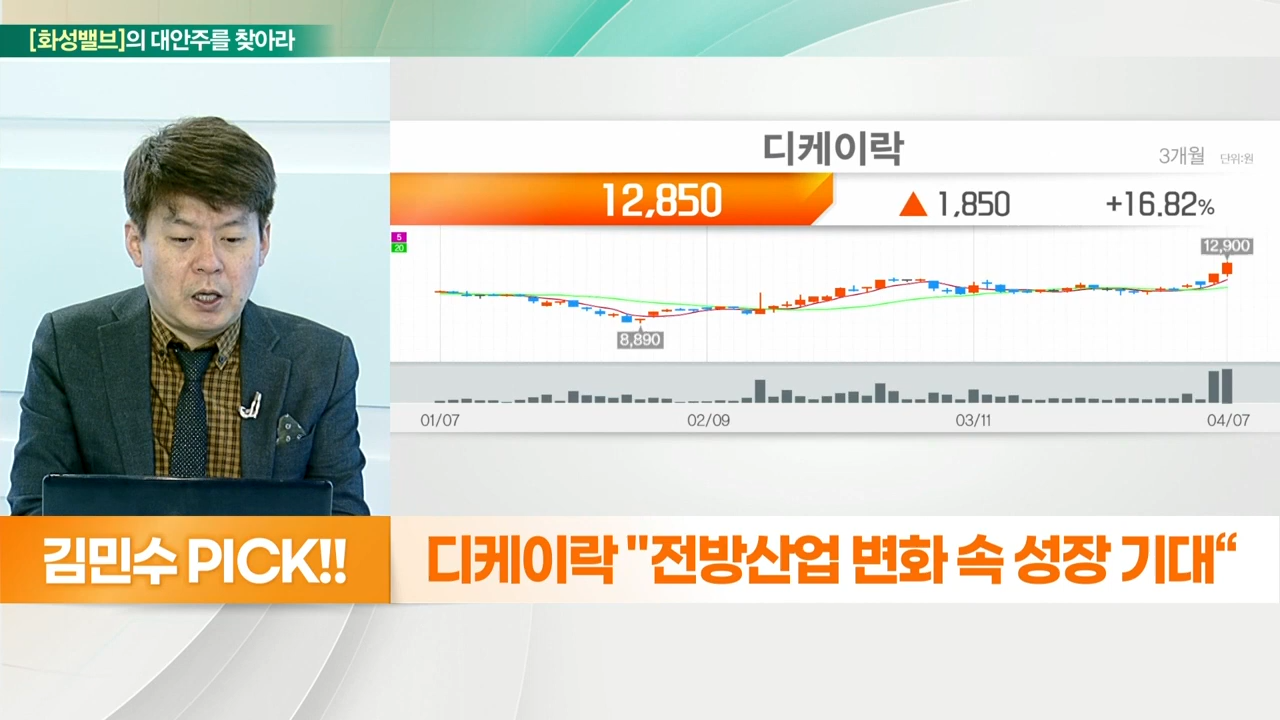 [화성밸브]의 대안주를 찾아라
디케이락
3개월 단위:원
12,850 ▲ 1,850 +16.82%
5
20
12,900
8,890
01/07 02/09 03/11 04/07
김민수 PICK!!
디케이락 "전방산업 변화 속 성장 기대“